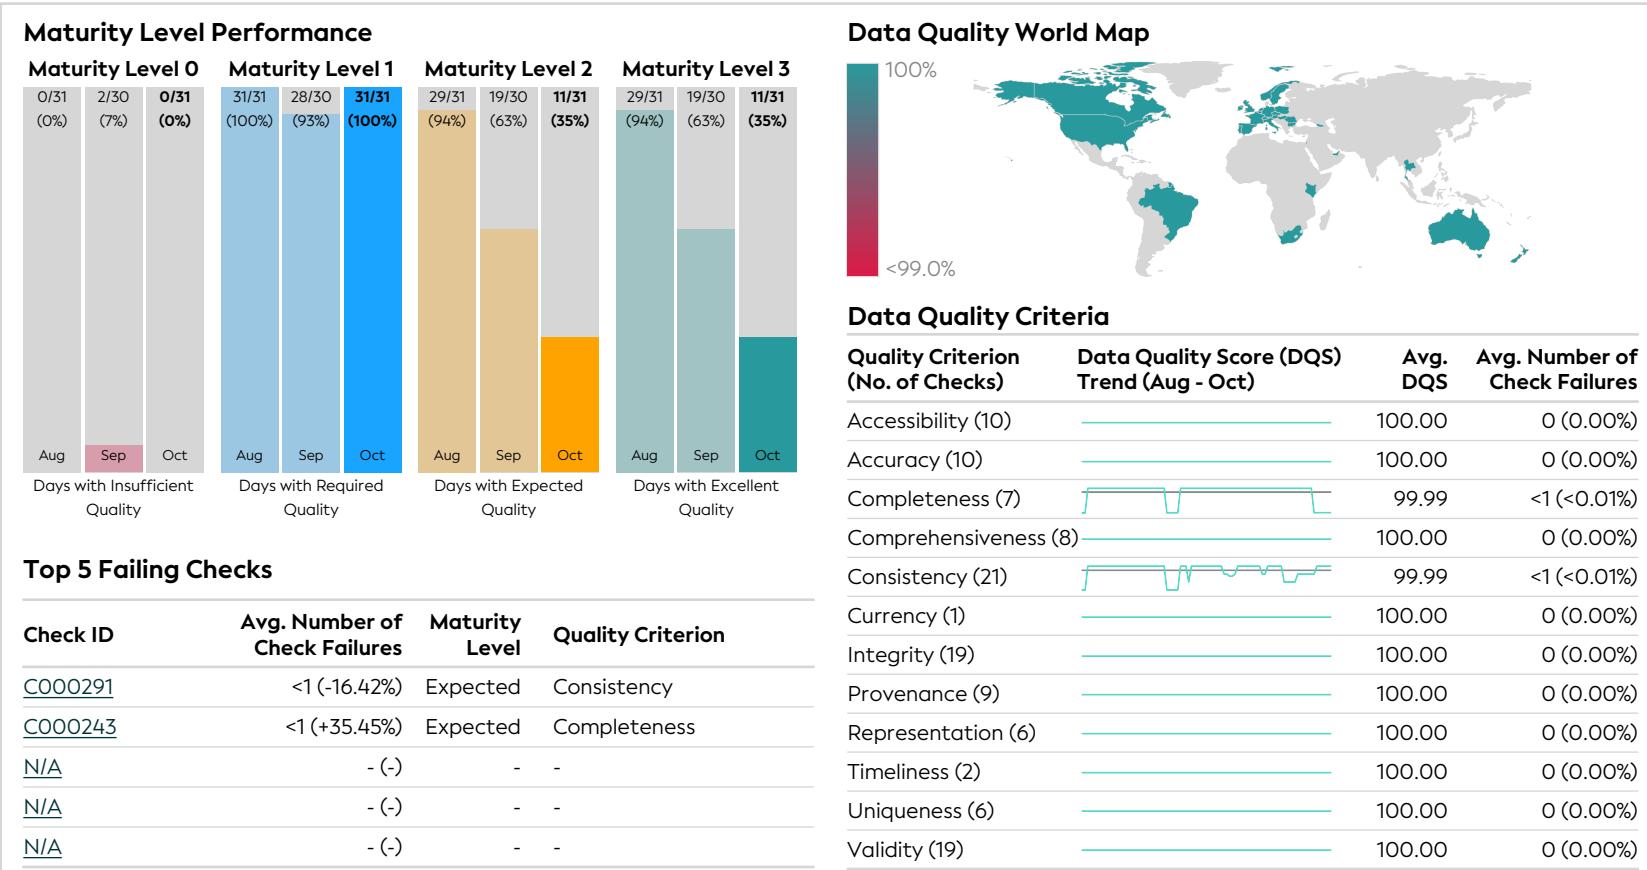 Maturity Level Performance
Maturity Level 0
Maturity Level 1
Maturity Level 2
Maturity Level 3
0/31 2/30 0/31
(0%) (7%) (0%)
31/31 28/30 31/31
(100%) (93%) (100%)
29/31 19/30 11/31
(94%) (63%) (35%)
29/31 19/30 11/31
(94%) (63%) (35%)
Aug Sep Oct
Aug Sep Oct
Aug Sep Oct
Aug Sep Oct
Days with Insufficient
Quality
Days with Required
Quality
Days with Expected
Quality
Days with Excellent
Quality
Top 5 Failing Checks
Check ID
Avg. Number of
Check Failures
Maturity
Level
Quality Criterion
C000291 <1 (-16.42%) Expected Consistency
C000243 <1 (+35.45%) Expected Completeness
N/A - (-) - -
N/A - (-) - -
N/A - (-) - -
Data Quality World Map
100%
<99.0%
Data Quality Criteria
Quality Criterion
(No. of Checks)
Data Quality Score (DQS)
Trend (Aug - Oct)
Avg.
DQS
Avg. Number of
Check Failures
Accessibility (10) 100.00 0 (0.00%)
Accuracy (10) 100.00 0 (0.00%)
Completeness (7) 99.99 <1 (<0.01%)
Comprehensiveness (8) 100.00 0 (0.00%)
Consistency (21) 99.99 <1 (<0.01%)
Currency (1) 100.00 0 (0.00%)
Integrity (19) 100.00 0 (0.00%)
Provenance (9) 100.00 0 (0.00%)
Representation (6) 100.00 0 (0.00%)
Timeliness (2) 100.00 0 (0.00%)
Uniqueness (6) 100.00 0 (0.00%)
Validity (19) 100.00 0 (0.00%)